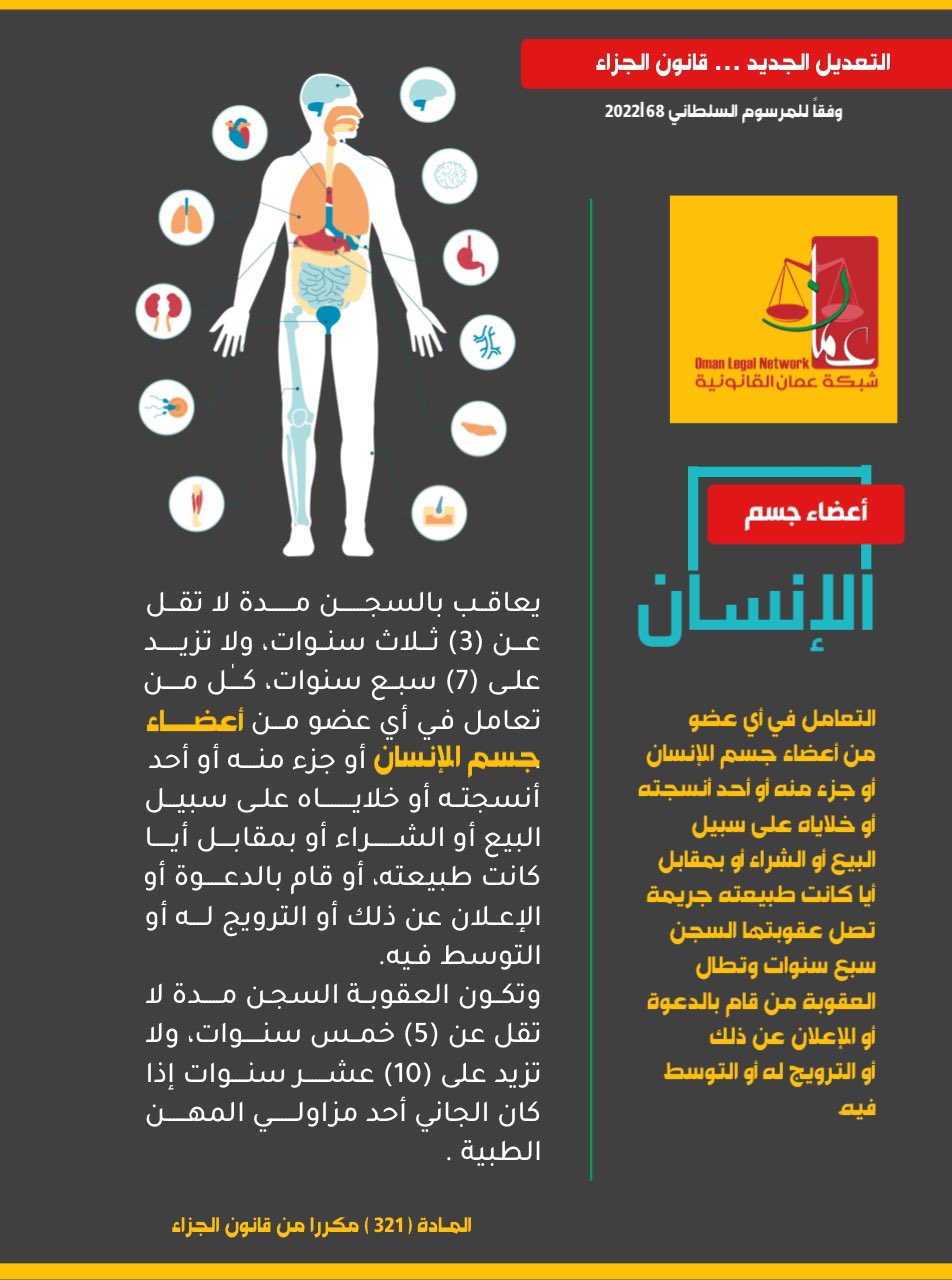 التعديل الجديد ... قانون الجزاء
وفقاً للمرسوم السلطاني 68|2022
عمان
Oman Legal Network
شبكة عمان القانونية
أعضاء جسم
الإنسان
التعامل في أي عضو
من أعضاء جسم الإنسان
أو جزء منه أو أحد أنسجته
أو خلاياه على سبيل
البيع أو الشراء أو بمقابل
أيا كانت طبيعته جريمة
تصل عقوبتها السجن
سبع سنوات وتطال
العقوبة من قام بالدعوة
أو الإعلان عن ذلك
أو الترويج له أو التوسط
فيه
يعاقب بالسجن مدة لا تقل
عن (3) ثلاث سنوات، ولا تزيد
على (7) سبع سنوات، كل من
تعامل في أي عضو من أعضاء
جسم الإنسان أو جزء منه أو أحد
أنسجته أو خلاياه على سبيل
البيع أو الشراء أو بمقابل أيا
كانت طبيعته، أو قام بالدعوة أو
الإعلان عن ذلك أو الترويج له أو
التوسط فيه.
وتكون العقوبة السجن مدة لا
تقل عن (5) خمس سنوات، ولا
تزيد على (10) عشر سنوات إذا
كان الجاني أحد مزاولي المهن
الطبية .
المادة ( 321 ) مكررا من قانون الجزاء